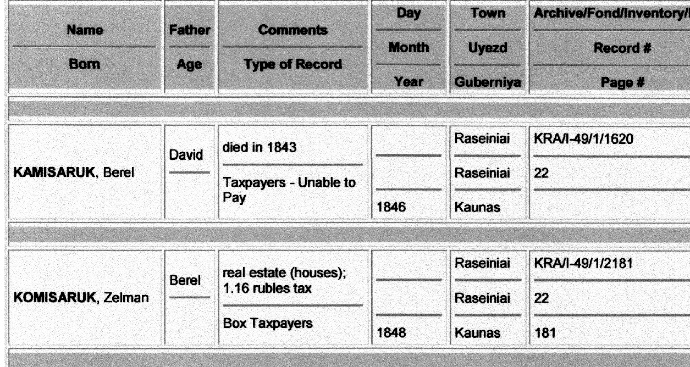 Name Father Comments Day Town Archive/Fond/Inventory/
Month Uyezd Record #
Born Age Type of Record
Year Guberniya Page #
KAMISARUK, Berel David died in 1843 Raseiniai KRA/I-49/1/1620
Taxpayers - Unable to Pay Raseiniai 22
1846 Kaunas
KOMISARUK, Zelman Berel real estate (houses); 1.16 rubles tax Raseiniai KRA/I-49/1/2181
Box Taxpayers Raseiniai 22
1848 Kaunas 181